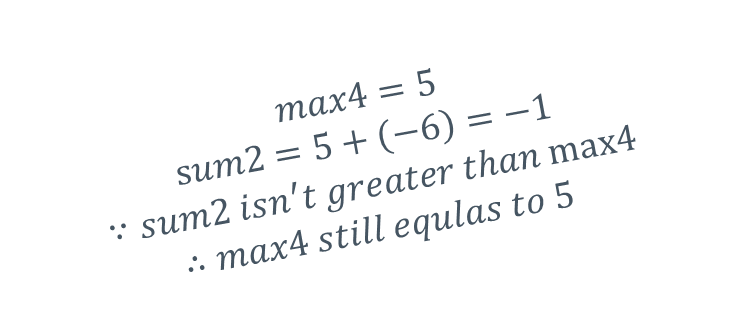 max4 = 5
sum2 = 5 + (−6) = −1
∵ sum2 isn't greater than max4
∴ max4 still equlas to 5